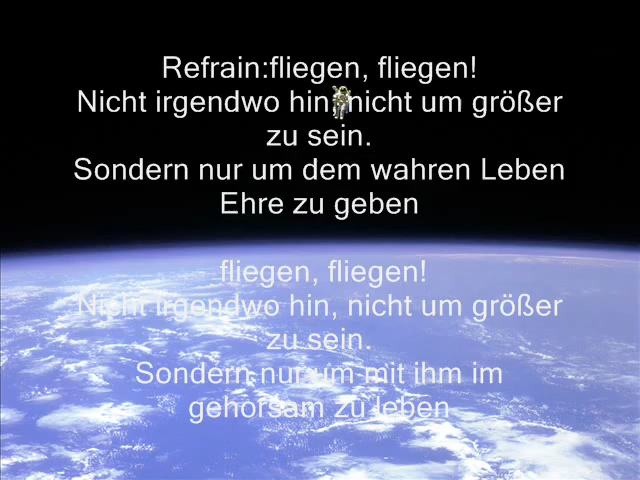 Refrain:fliegen, fliegen!
Nicht irgendwo hin, nicht um größer
zu sein.
Sondern nur um dem wahren Leben
Ehre zu geben
fliegen, fliegen!
Nicht irgendwo hin, nicht um größer
zu sein.
Sondern nur um mit ihm im
gehorsam zu leben